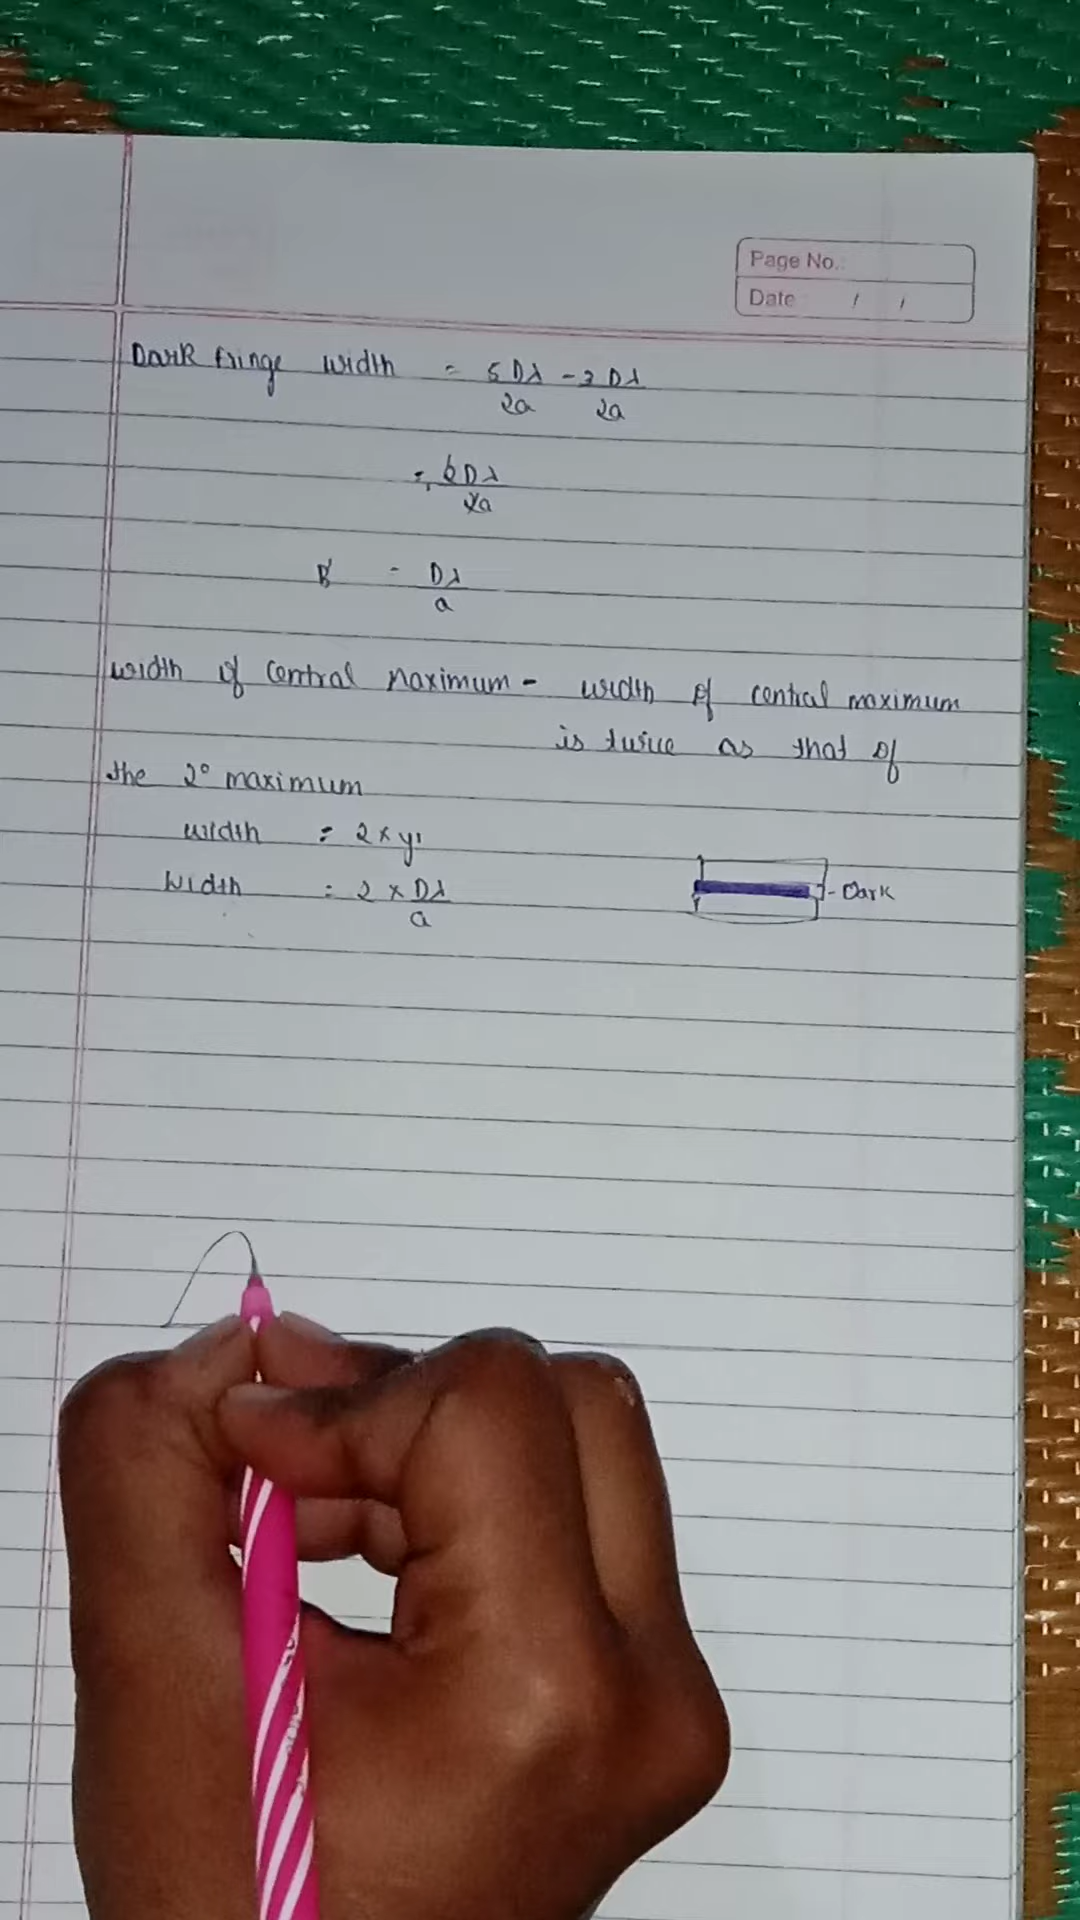 Page No.:
Date / /
Dark fringe width = 5Dλ/2a - 3Dλ/2a
= 2Dλ/2a
β' = Dλ/a
width of Central Maximum - width of central maximum
is twice as that of
the 2° maximum
width = 2 × y₁
Width = 2 × Dλ/a
- Dark